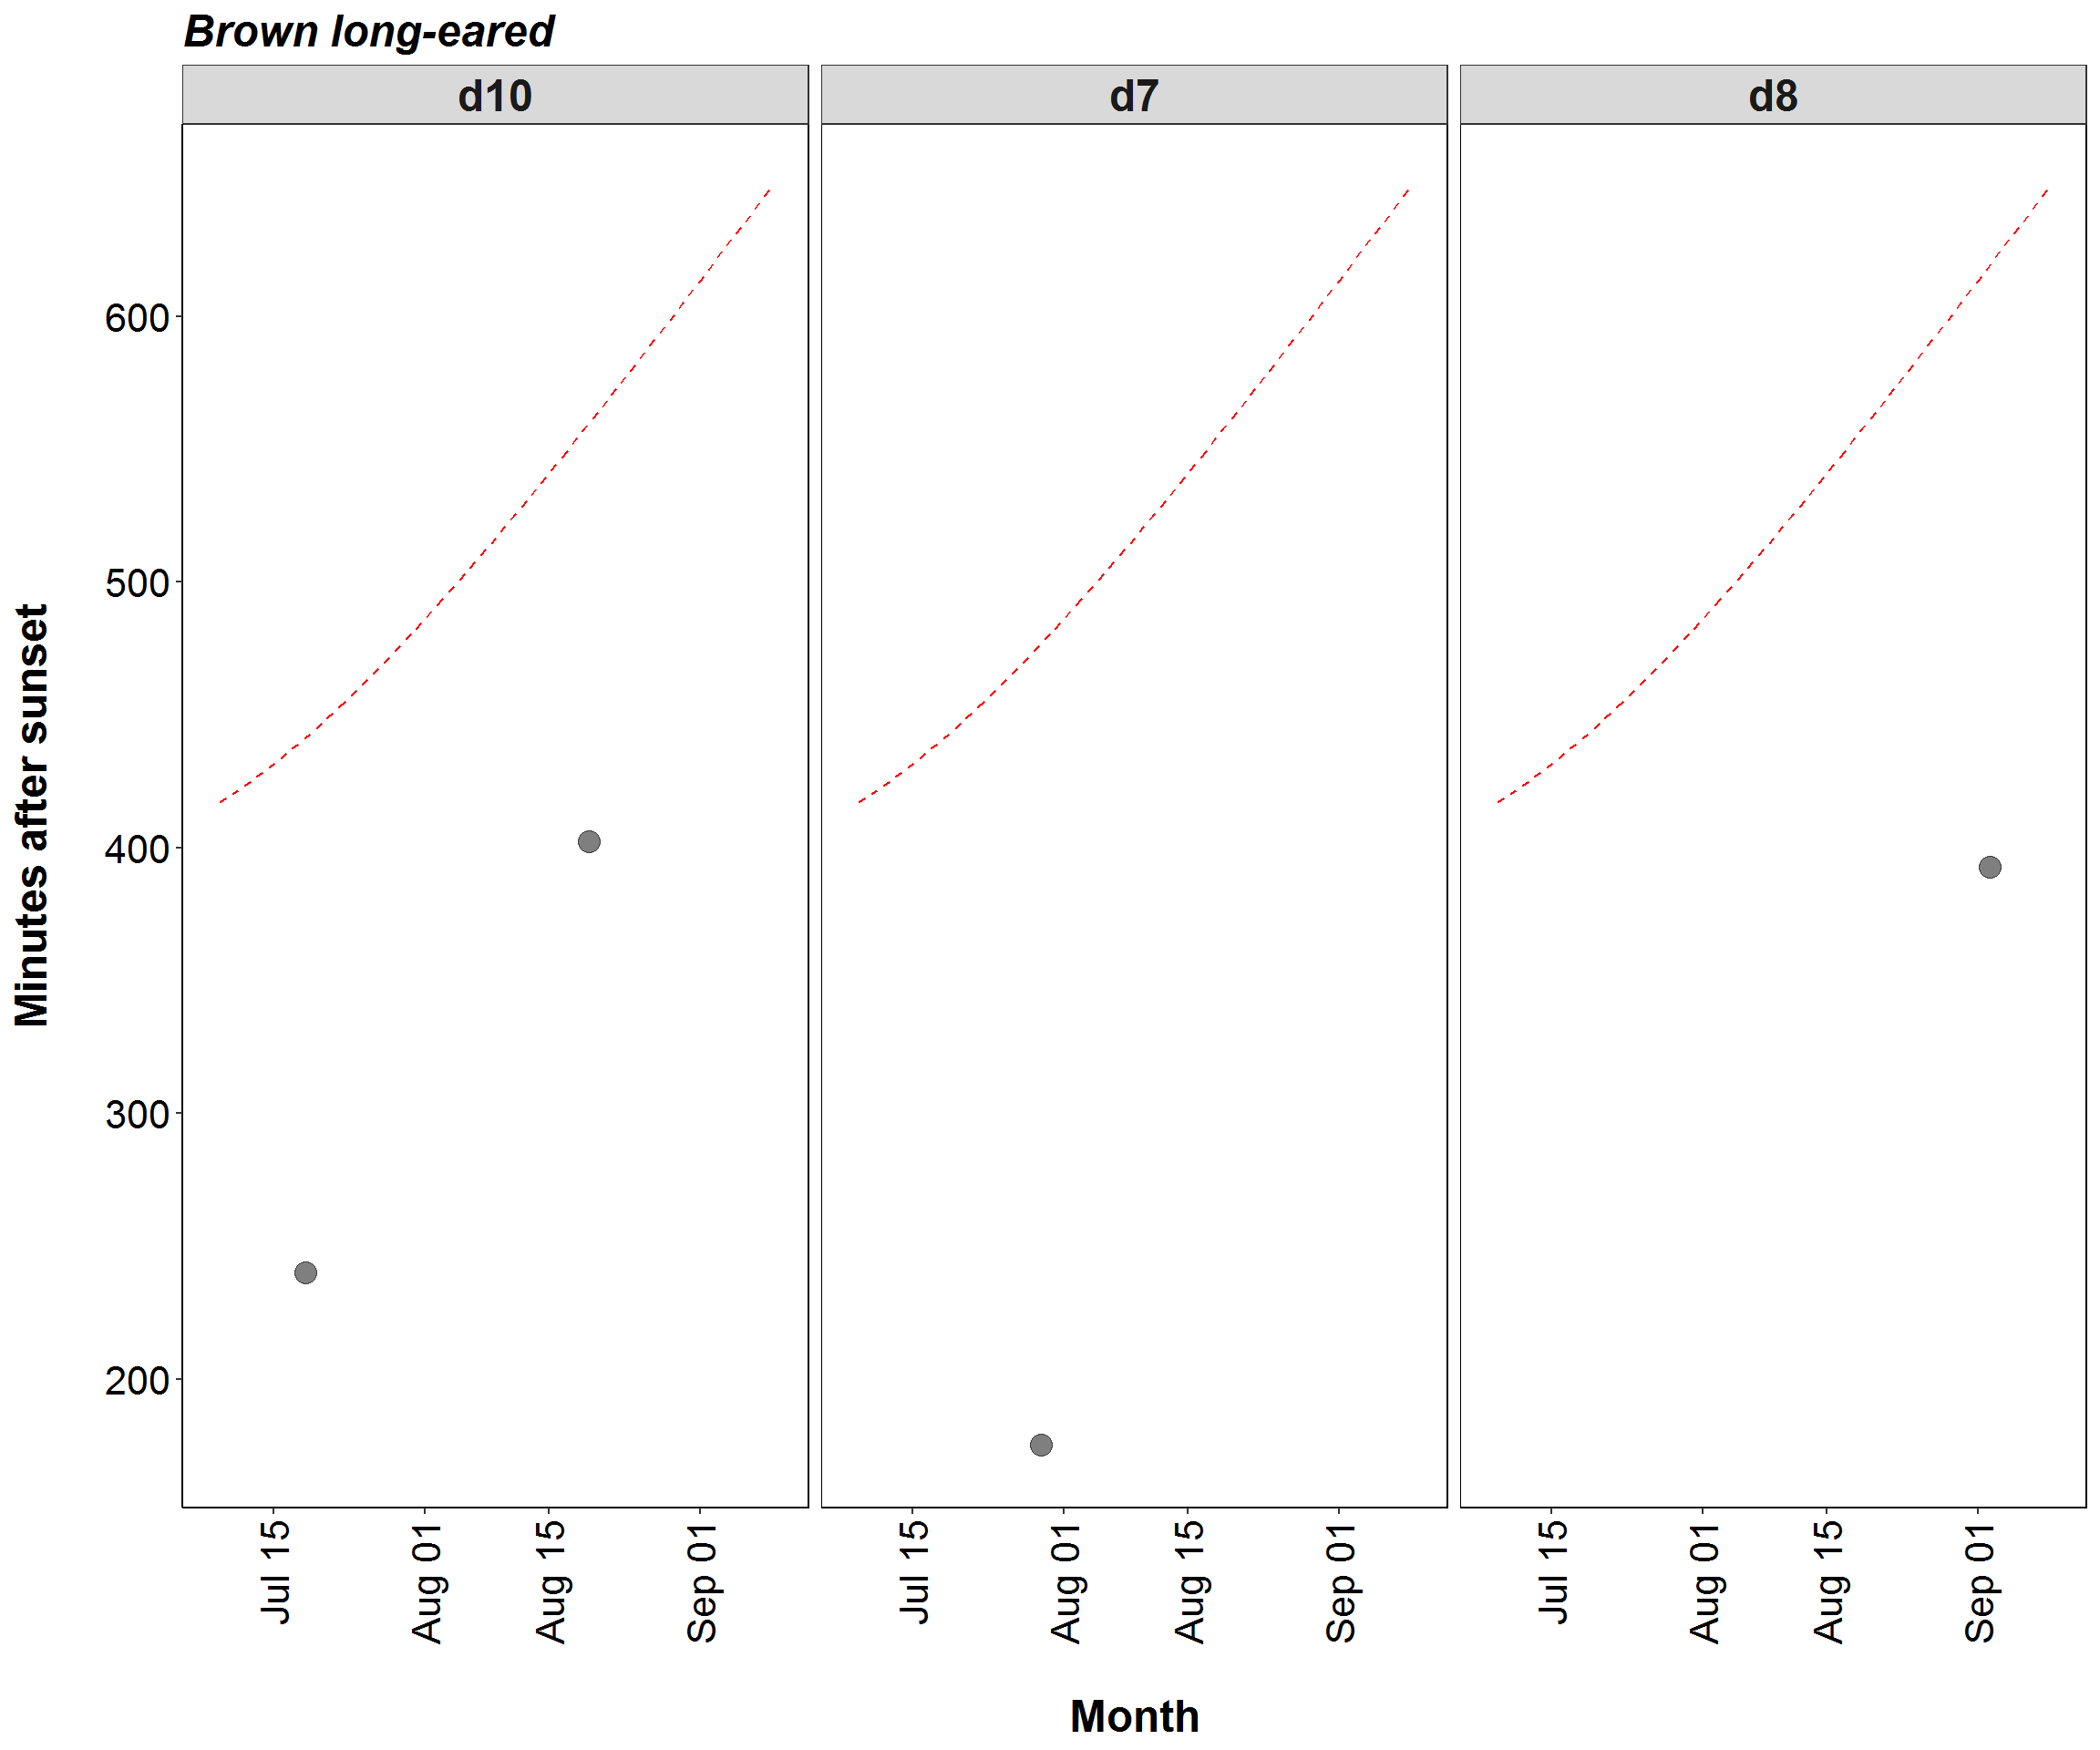 Brown long-eared
d10 d7 d8
Minutes after sunset
600
500
400
300
200
Jul 15 Aug 01 Aug 15 Sep 01 Jul 15 Aug 01 Aug 15 Sep 01 Jul 15 Aug 01 Aug 15 Sep 01
Month